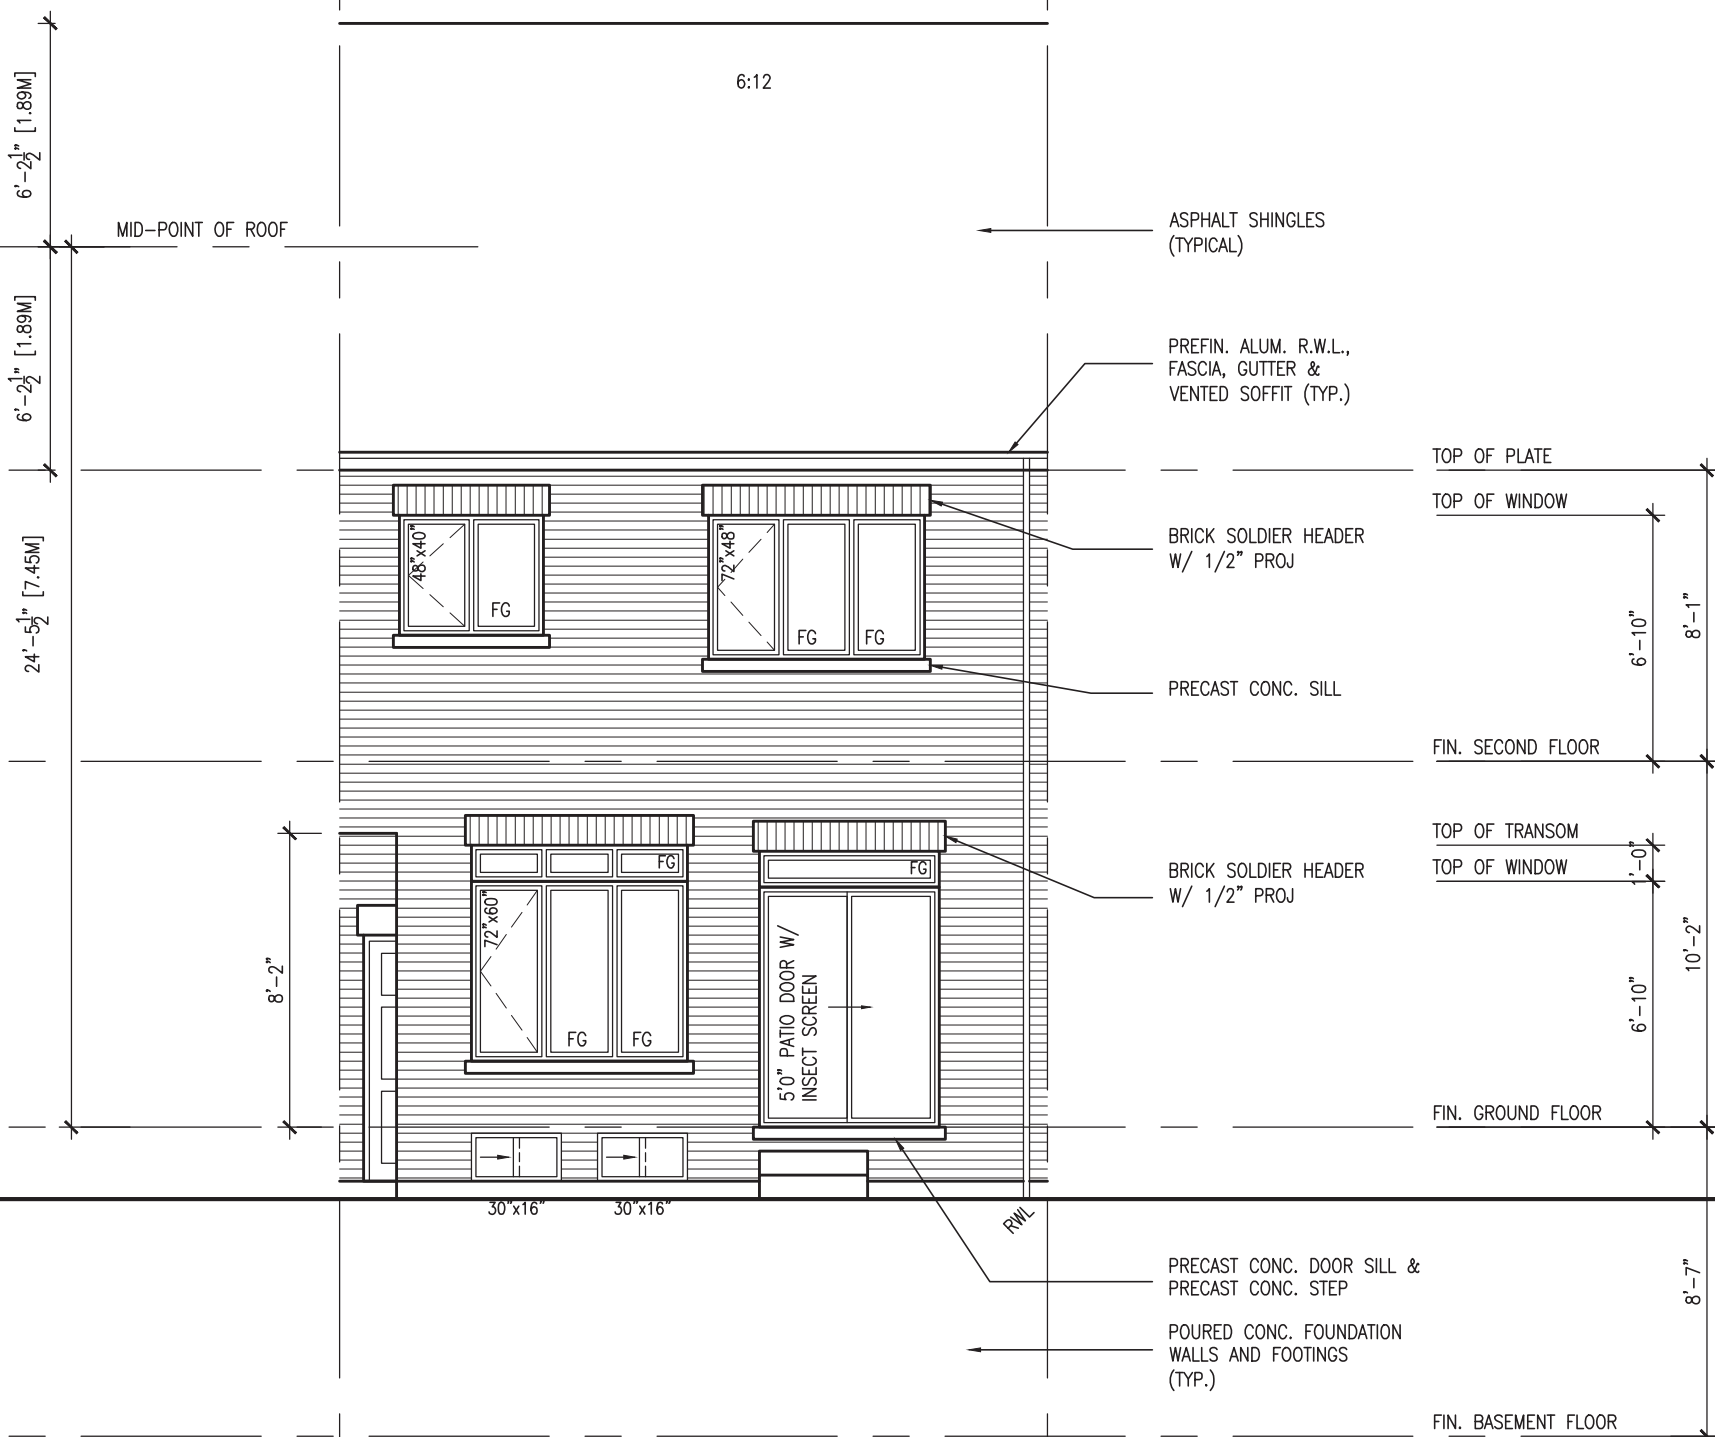 6:12
6'-2 1/2" [1.89M]
MID-POINT OF ROOF
ASPHALT SHINGLES
(TYPICAL)
6'-2 1/2" [1.89M]
PREFIN. ALUM. R.W.L.,
FASCIA, GUTTER &
VENTED SOFFIT (TYP.)
TOP OF PLATE
TOP OF WINDOW
BRICK SOLDIER HEADER
W/ 1/2" PROJ
48"x40"
FG
72"x48"
FG
FG
24'-5 1/2" [7.45M]
6'-10"
8'-1"
PRECAST CONC. SILL
FIN. SECOND FLOOR
TOP OF TRANSOM
TOP OF WINDOW
1'-0"
BRICK SOLDIER HEADER
W/ 1/2" PROJ
FG
FG
72"x60"
FG
FG
5'0" PATIO DOOR W/
INSECT SCREEN
8'-2"
6'-10"
10'-2"
FIN. GROUND FLOOR
30"x16"
30"x16"
RWL
PRECAST CONC. DOOR SILL &
PRECAST CONC. STEP
8'-7"
POURED CONC. FOUNDATION
WALLS AND FOOTINGS
(TYP.)
FIN. BASEMENT FLOOR